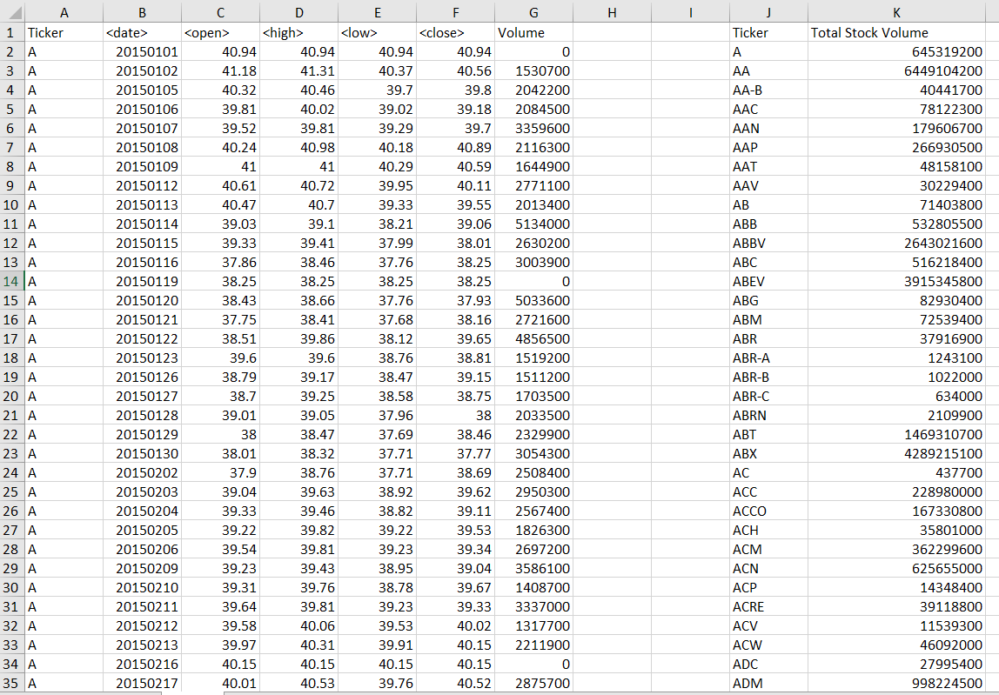 A B C D E F G H I J K
1 Ticker <date> <open> <high> <low> <close> Volume Ticker Total Stock Volume
2 A 20150101 40.94 40.94 40.94 40.94 0 A 645319200
3 A 20150102 41.18 41.31 40.37 40.56 1530700 AA 6449104200
4 A 20150105 40.32 40.46 39.7 39.8 2042200 AA-B 40441700
5 A 20150106 39.81 40.02 39.02 39.18 2084500 AAC 78122300
6 A 20150107 39.52 39.81 39.29 39.7 3359600 AAN 179606700
7 A 20150108 40.24 40.98 40.18 40.89 2116300 AAP 266930500
8 A 20150109 41 41 40.29 40.59 1644900 AAT 48158100
9 A 20150112 40.61 40.72 39.95 40.11 2771100 AAV 30229400
10 A 20150113 40.47 40.7 39.33 39.55 2013400 AB 71403800
11 A 20150114 39.03 39.1 38.21 39.06 5134000 ABB 532805500
12 A 20150115 39.33 39.41 37.99 38.01 2630200 ABBV 2643021600
13 A 20150116 37.86 38.46 37.76 38.25 3003900 ABC 516218400
14 A 20150119 38.25 38.25 38.25 38.25 0 ABEV 3915345800
15 A 20150120 38.43 38.66 37.76 37.93 5033600 ABG 82930400
16 A 20150121 37.75 38.41 37.68 38.16 2721600 ABM 72539400
17 A 20150122 38.51 39.86 38.12 39.65 4856500 ABR 37916900
18 A 20150123 39.6 39.6 38.76 38.81 1519200 ABR-A 1243100
19 A 20150126 38.79 39.17 38.47 39.15 1511200 ABR-B 1022000
20 A 20150127 38.7 39.25 38.58 38.75 1703500 ABR-C 634000
21 A 20150128 39.01 39.05 37.96 38 2033500 ABRN 2109900
22 A 20150129 38 38.47 37.69 38.46 2329900 ABT 1469310700
23 A 20150130 38.01 38.32 37.71 37.77 3054300 ABX 4289215100
24 A 20150202 37.9 38.76 37.71 38.69 2508400 AC 437700
25 A 20150203 39.04 39.63 38.92 39.62 2950300 ACC 228980000
26 A 20150204 39.33 39.46 38.82 39.11 2567400 ACCO 167330800
27 A 20150205 39.22 39.82 39.22 39.53 1826300 ACH 35801000
28 A 20150206 39.54 39.81 39.23 39.34 2697200 ACM 362299600
29 A 20150209 39.23 39.43 38.95 39.04 3586100 ACN 625655000
30 A 20150210 39.31 39.76 38.78 39.67 1408700 ACP 14348400
31 A 20150211 39.64 39.81 39.23 39.33 3337000 ACRE 39118800
32 A 20150212 39.58 40.06 39.53 40.02 1317700 ACV 11539300
33 A 20150213 39.97 40.31 39.91 40.15 2211900 ACW 46092000
34 A 20150216 40.15 40.15 40.15 40.15 0 ADC 27995400
35 A 20150217 40.01 40.53 39.76 40.52 2875700 ADM 998224500